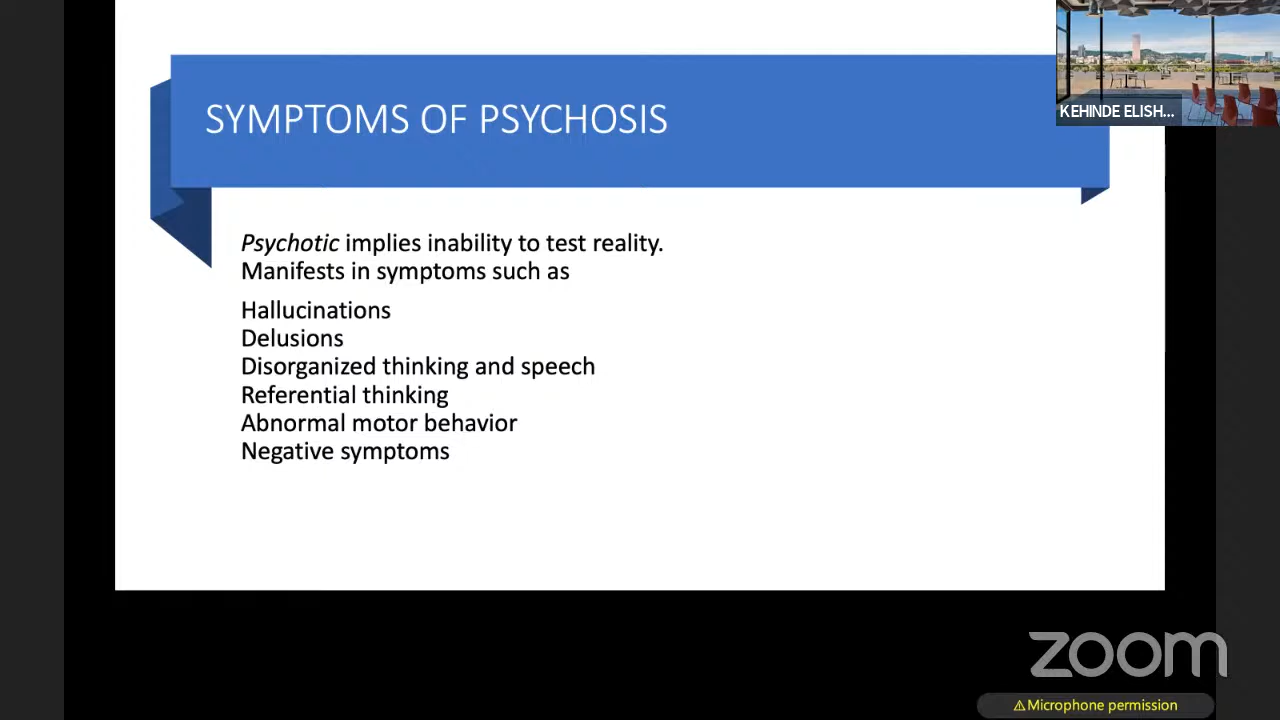 SYMPTOMS OF PSYCHOSIS
KEHINDE ELISH...
Psychotic implies inability to test reality.
Manifests in symptoms such as
Hallucinations
Delusions
Disorganized thinking and speech
Referential thinking
Abnormal motor behavior
Negative symptoms
zoom
⚠Microphone permission